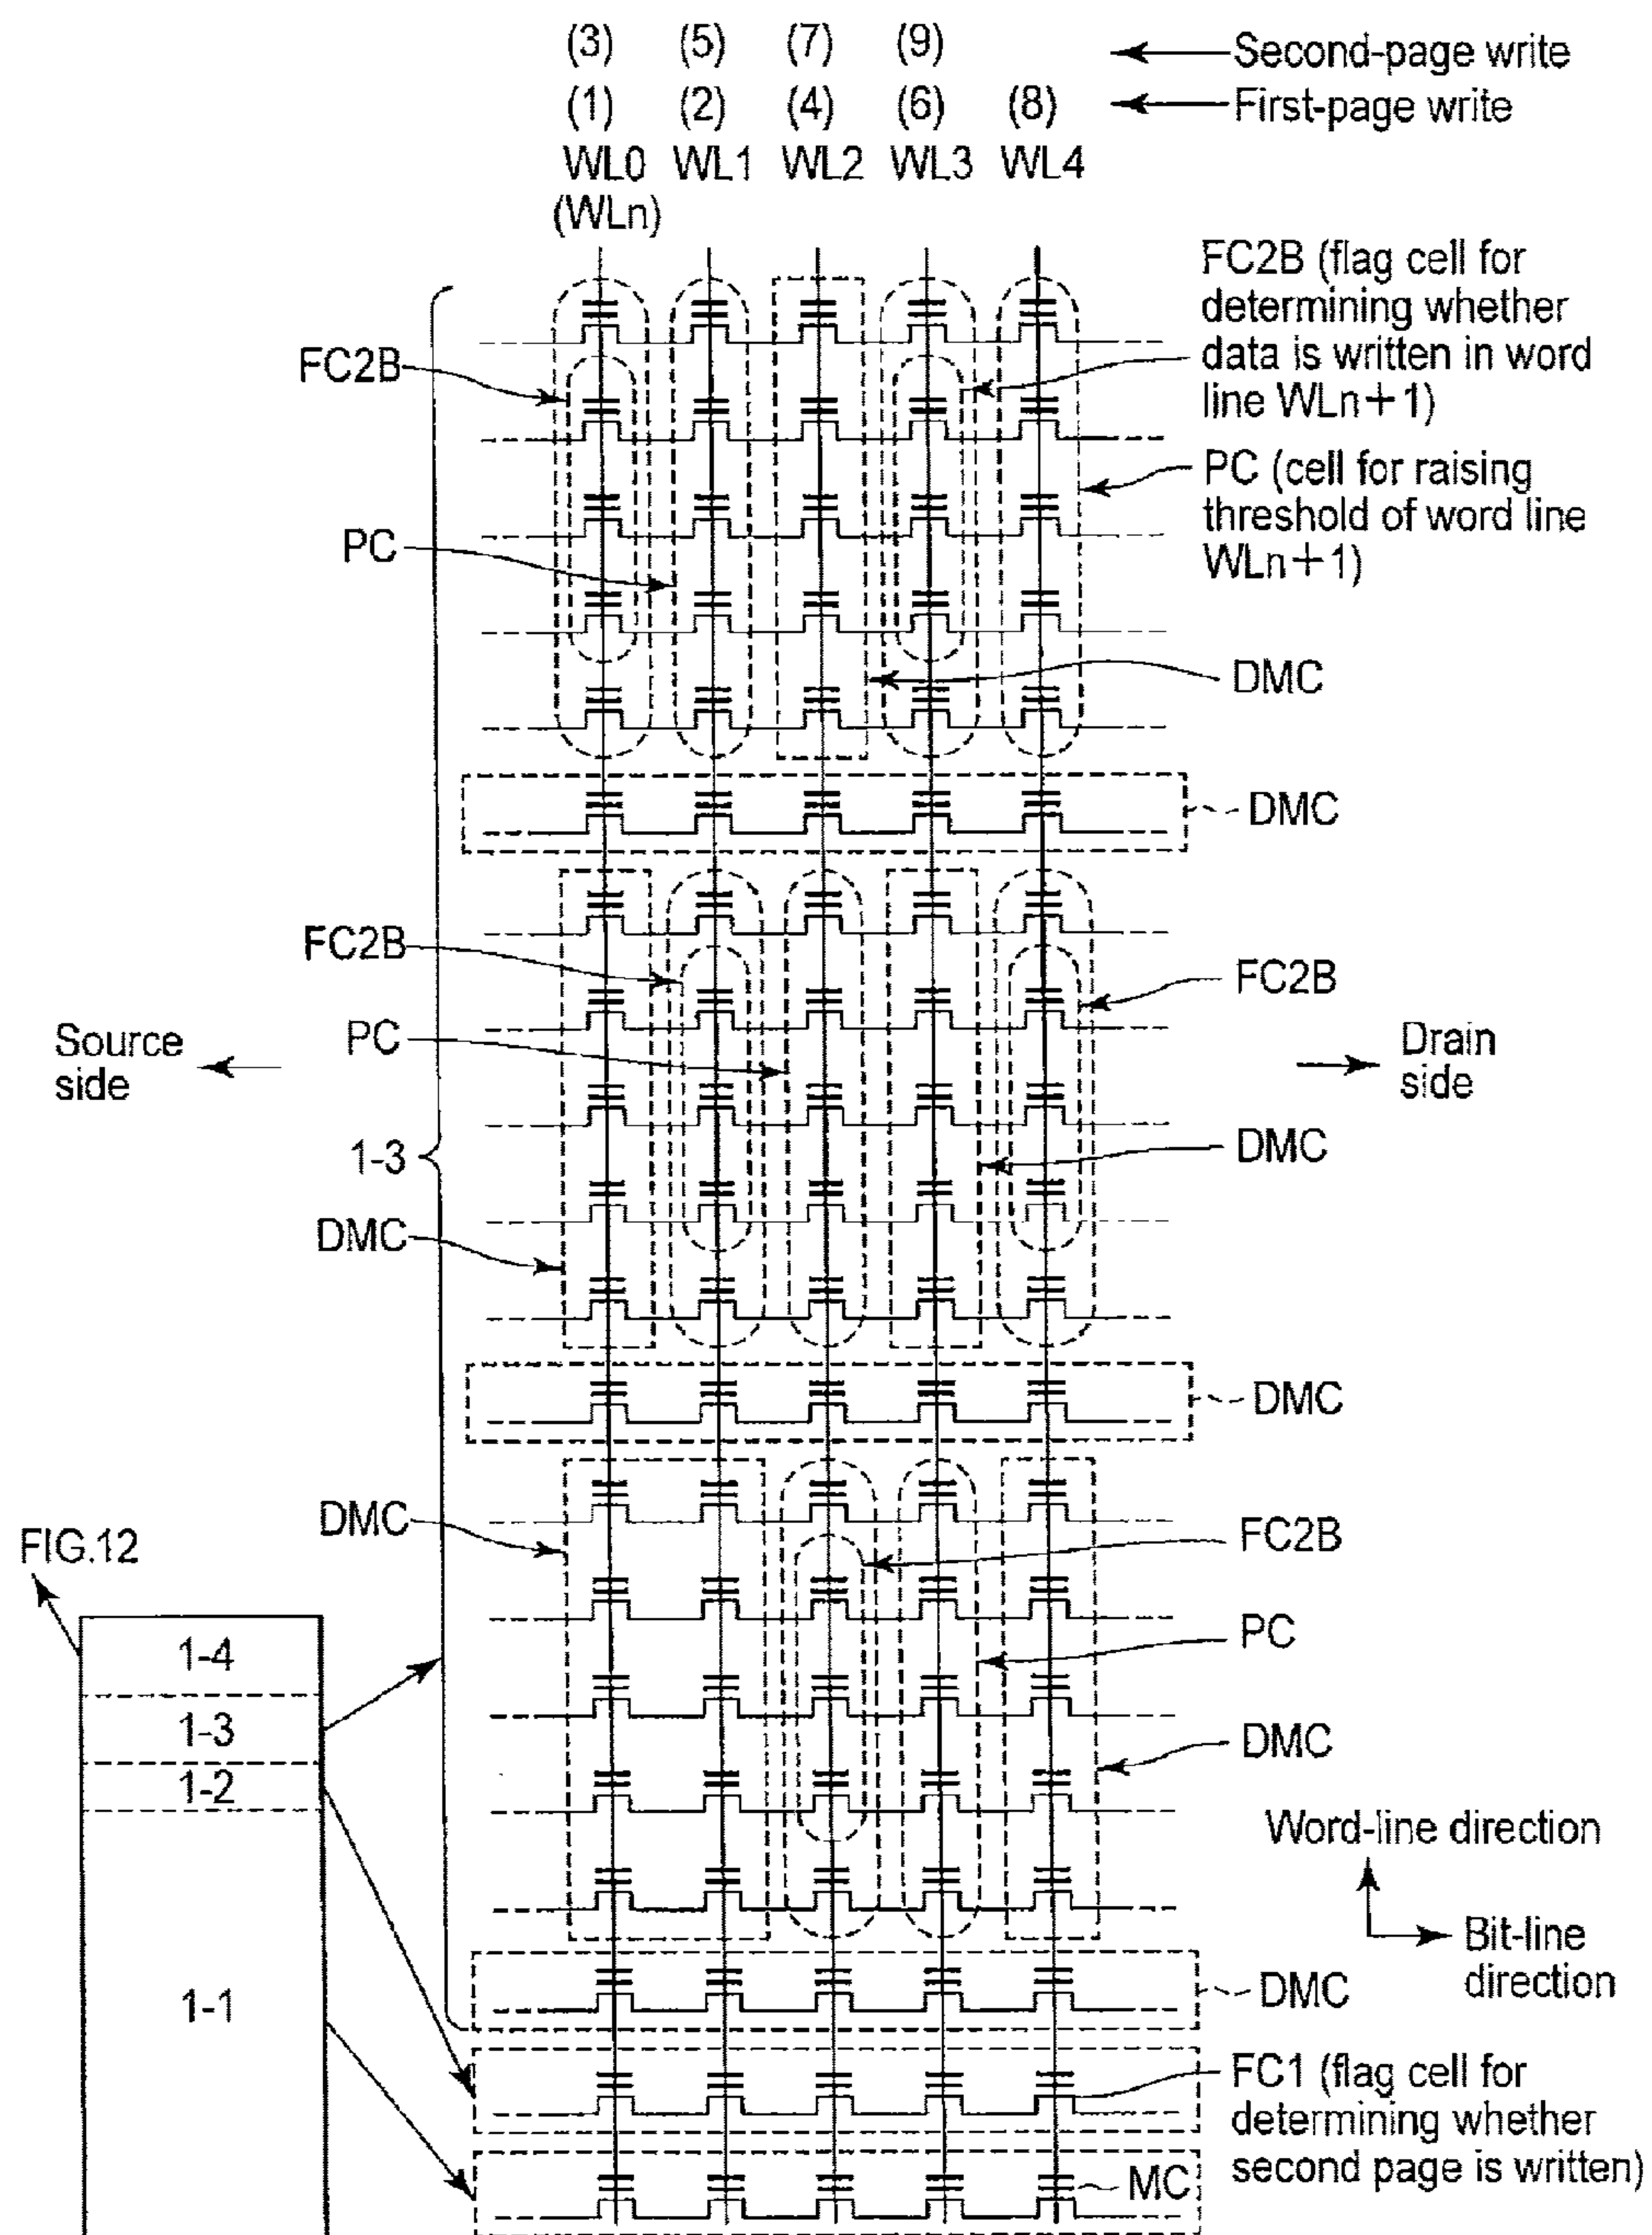 (3) (5) (7) (9) Second-page write
(1) (2) (4) (6) (8) First-page write
WL0 WL1 WL2 WL3 WL4
(WLn)
FC2B (flag cell for
determining whether
data is written in word
line WLn+1)
FC2B
PC (cell for raising
threshold of word line
WLn+1)
PC
DMC
DMC
FC2B
FC2B
Source
side
PC
Drain
side
DMC
1-3
DMC
DMC
DMC
FC2B
FIG.12
PC
1-4
1-3
DMC
1-2
Word-line direction
Bit-line
direction
DMC
1-1
FC1 (flag cell for
determining whether
second page is written)
MC